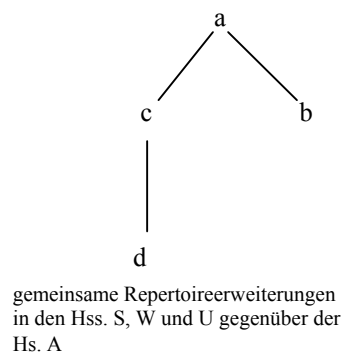 a
c b
d
gemeinsame Repertoireerweiterungen
in den Hss. S, W und U gegenüber der
Hs. A